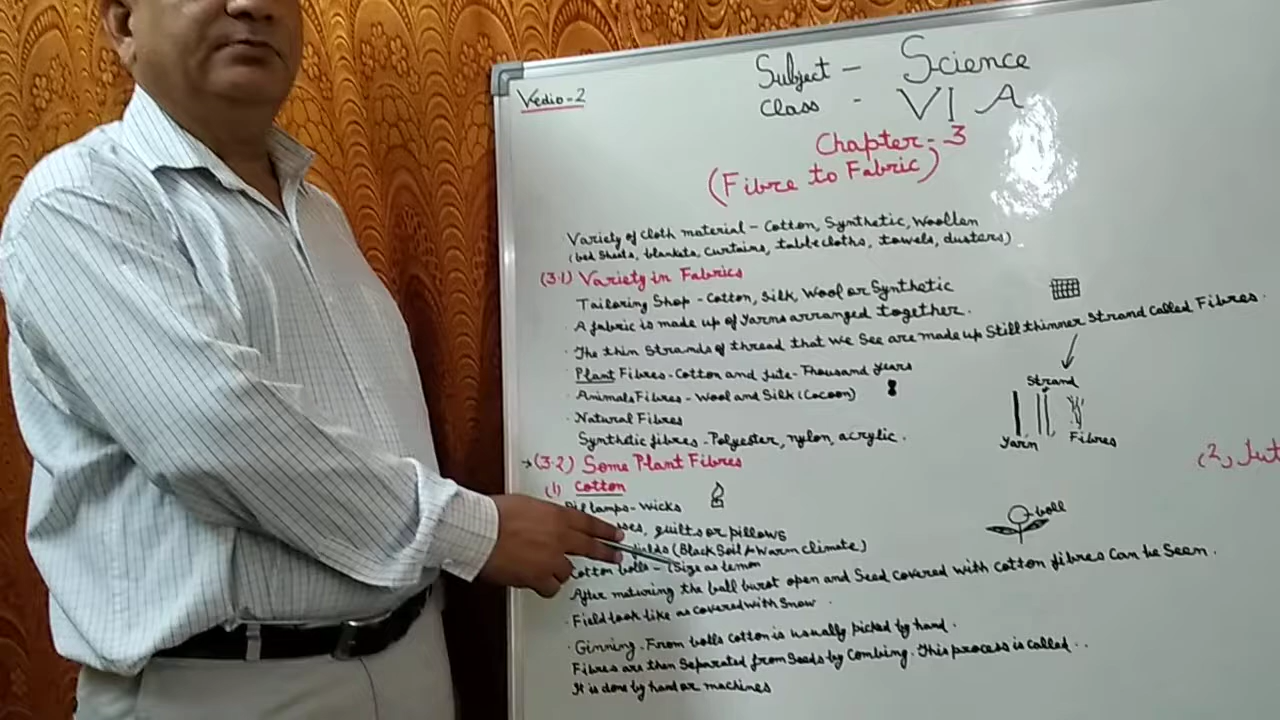 Vedio-2
Subject - Science
Class - VI A
Chapter-3
(Fibre to Fabric)
Variety of cloth material - Cotton, Synthetic, Woollen
(bed Sheets, blankets, Curtains, tablecloths, towels, dusters)
(3.1) Variety in Fabrics
Tailoring Shop - Cotton, Silk, Wool or Synthetic
· A fabric is made up of Yarns arranged together.
· The thin Strands of thread that we See are made up Still thinner Strand called Fibres.
Plant Fibres - Cotton and Jute - Thousand years
· Animals Fibres - Wool and Silk (Cocoon)
· Natural Fibres
Synthetic fibres - Polyester, nylon, acrylic.
Strand
Yarn
Fibres
→(3.2) Some Plant Fibres
(2) Jut
(1) Cotton
lamps - Wicks
sses, quilts or pillows
boll
fields (Black Soil & Warm climate)
Cotton bolls - (Size as lemon
After maturing the ball burst open and Seed covered with cotton fibres Can be Seen.
· Field look like as covered with Snow
· Ginning. From bolls cotton is usually picked by hand.
Fibres are then Separated from Seeds by Combing. This process is called..
It is done by hand or machines